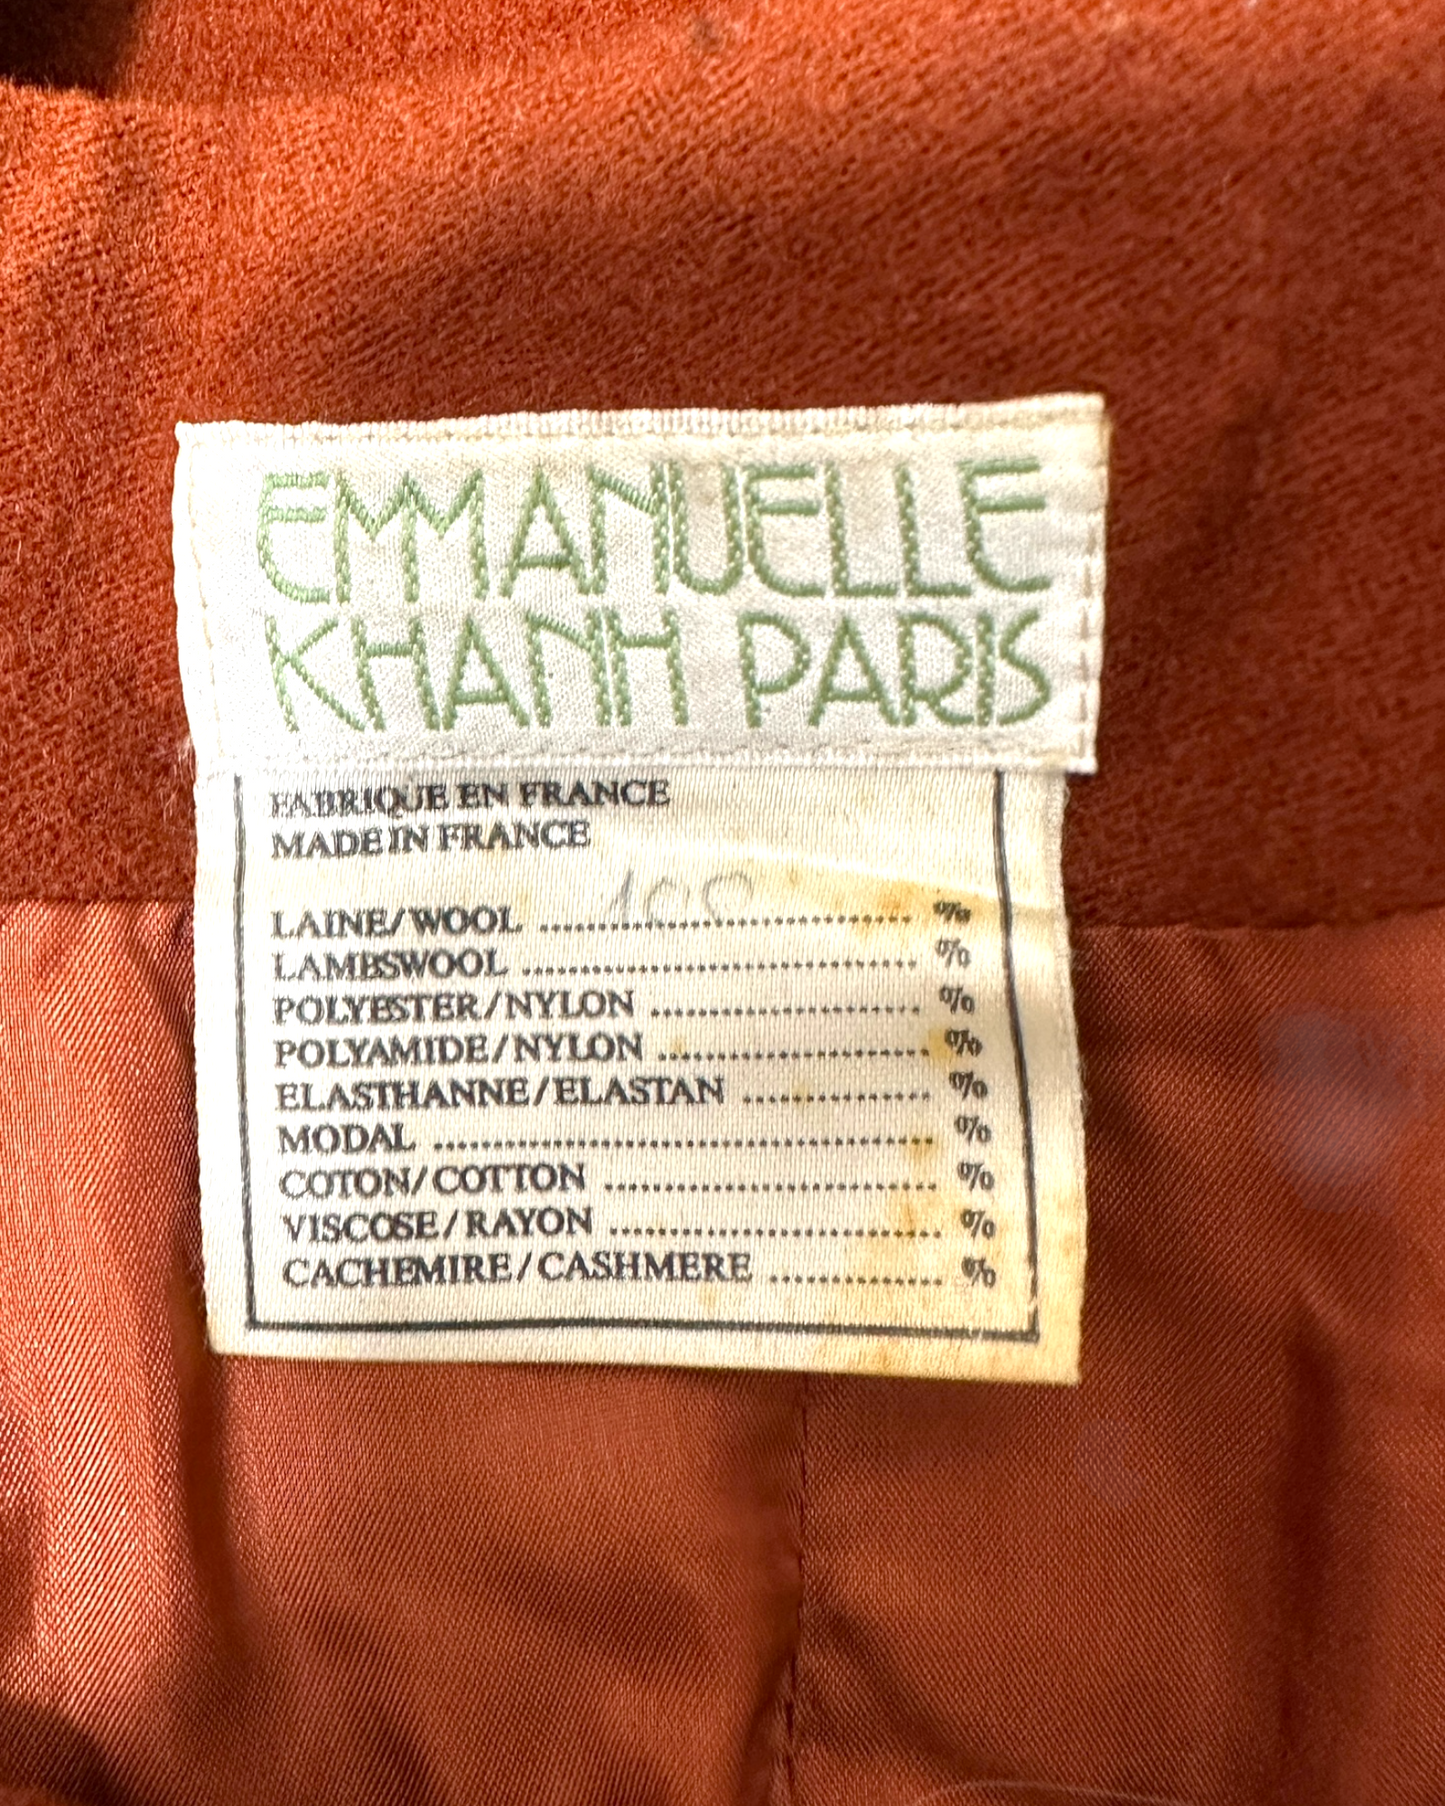 EMMANUELLE
KHANH PARIS
FABRIQUE EN FRANCE
MADE IN FRANCE
LAINE/WOOL ........ 100 ........ %
LAMBSWOOL ........ %
POLYESTER/NYLON ........ %
POLYAMIDE/NYLON ........ %
ELASTHANNE/ELASTAN ........ %
MODAL ........ %
COTON/COTTON ........ %
VISCOSE/RAYON ........ %
CACHEMIRE/CASHMERE ........ %